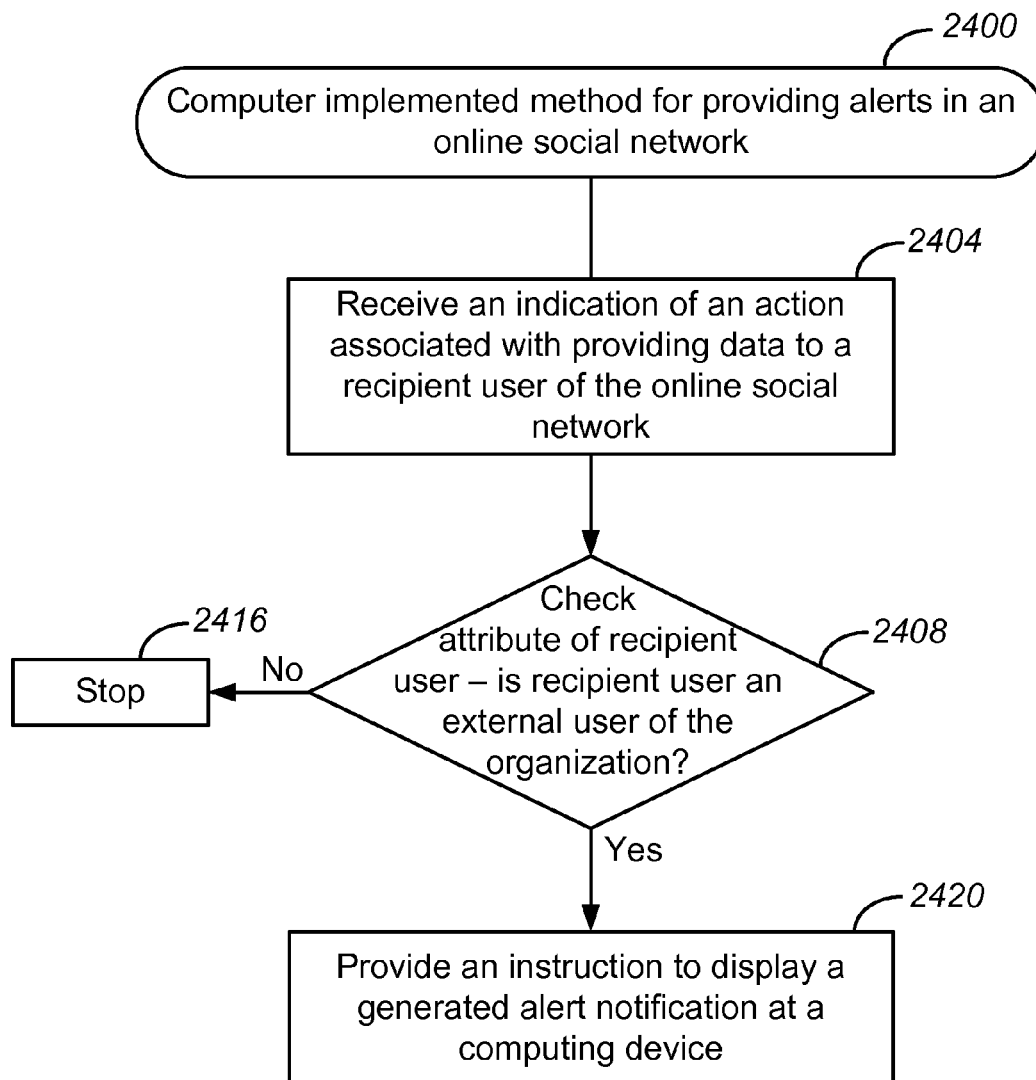 2400
Computer implemented method for providing alerts in an
online social network
2404
Receive an indication of an action
associated with providing data to a
recipient user of the online social
network
Check
attribute of recipient
user – is recipient user an
external user of the
organization?
2408
2416
No
Stop
Yes
2420
Provide an instruction to display a
generated alert notification at a
computing device